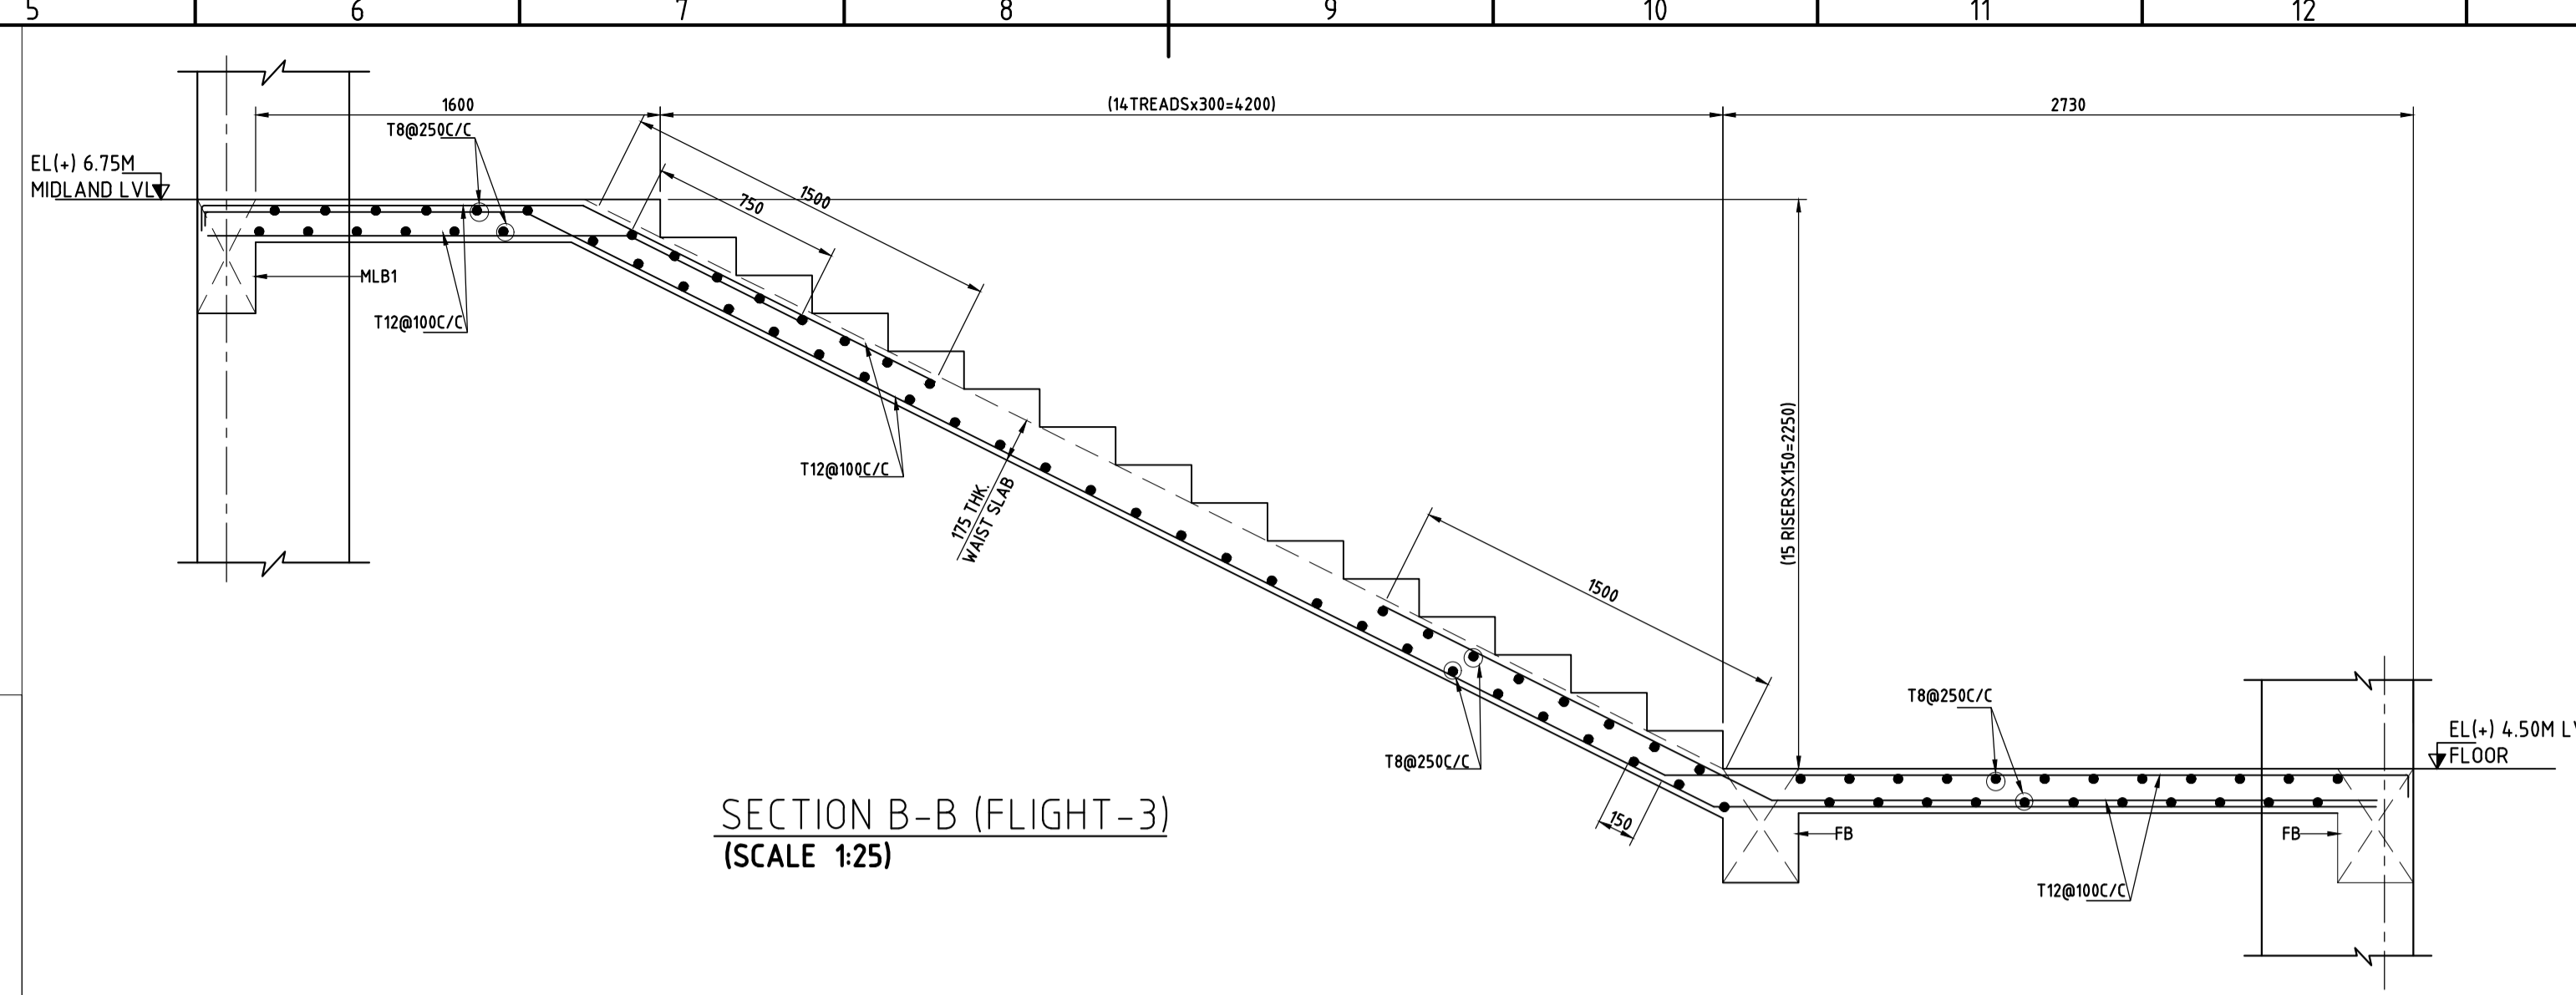 5 6 7 8 9 10 11 12
1600
(14TREADSx300=4200)
2730
T8@250C/C
EL(+) 6.75M
MIDLAND LVL
1500
750
MLB1
T12@100C/C
T12@100C/C
175 THK.
WAIST SLAB
(15 RISERSX150=2250)
1500
T8@250C/C
T8@250C/C
EL(+) 4.50M
FLOOR
150
FB
FB
T12@100C/C
SECTION B-B (FLIGHT-3)
(SCALE 1:25)